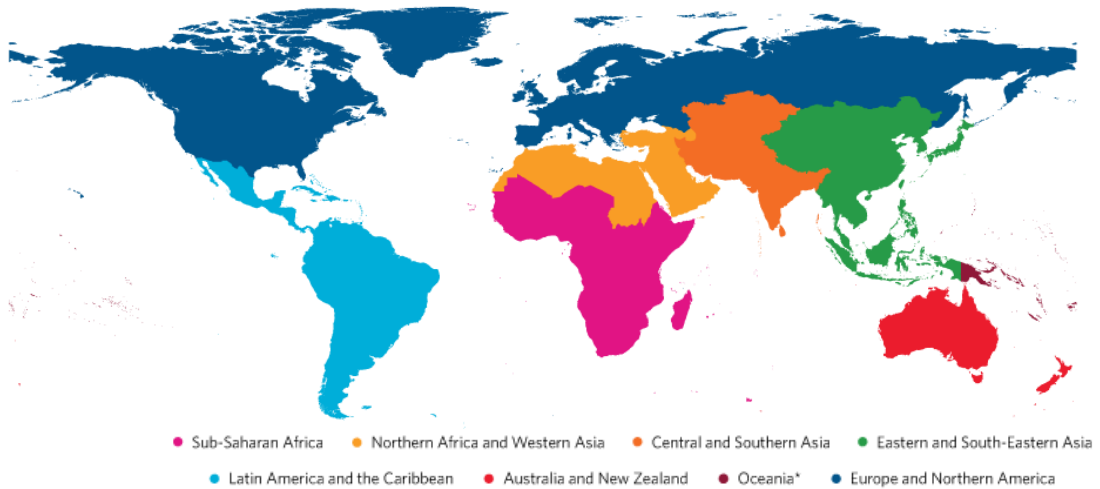 Sub-Saharan Africa Northern Africa and Western Asia Central and Southern Asia Eastern and South-Eastern Asia
Latin America and the Caribbean Australia and New Zealand Oceania* Europe and Northern America